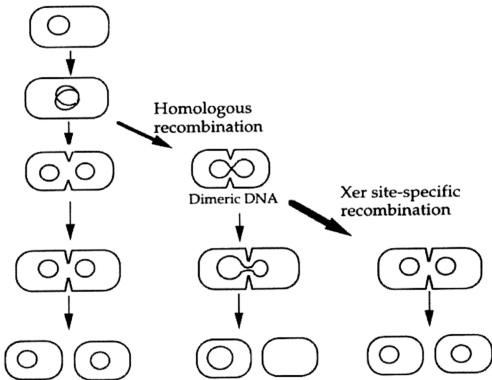 Homologous
recombination
Dimeric DNA
Xer site-specific
recombination